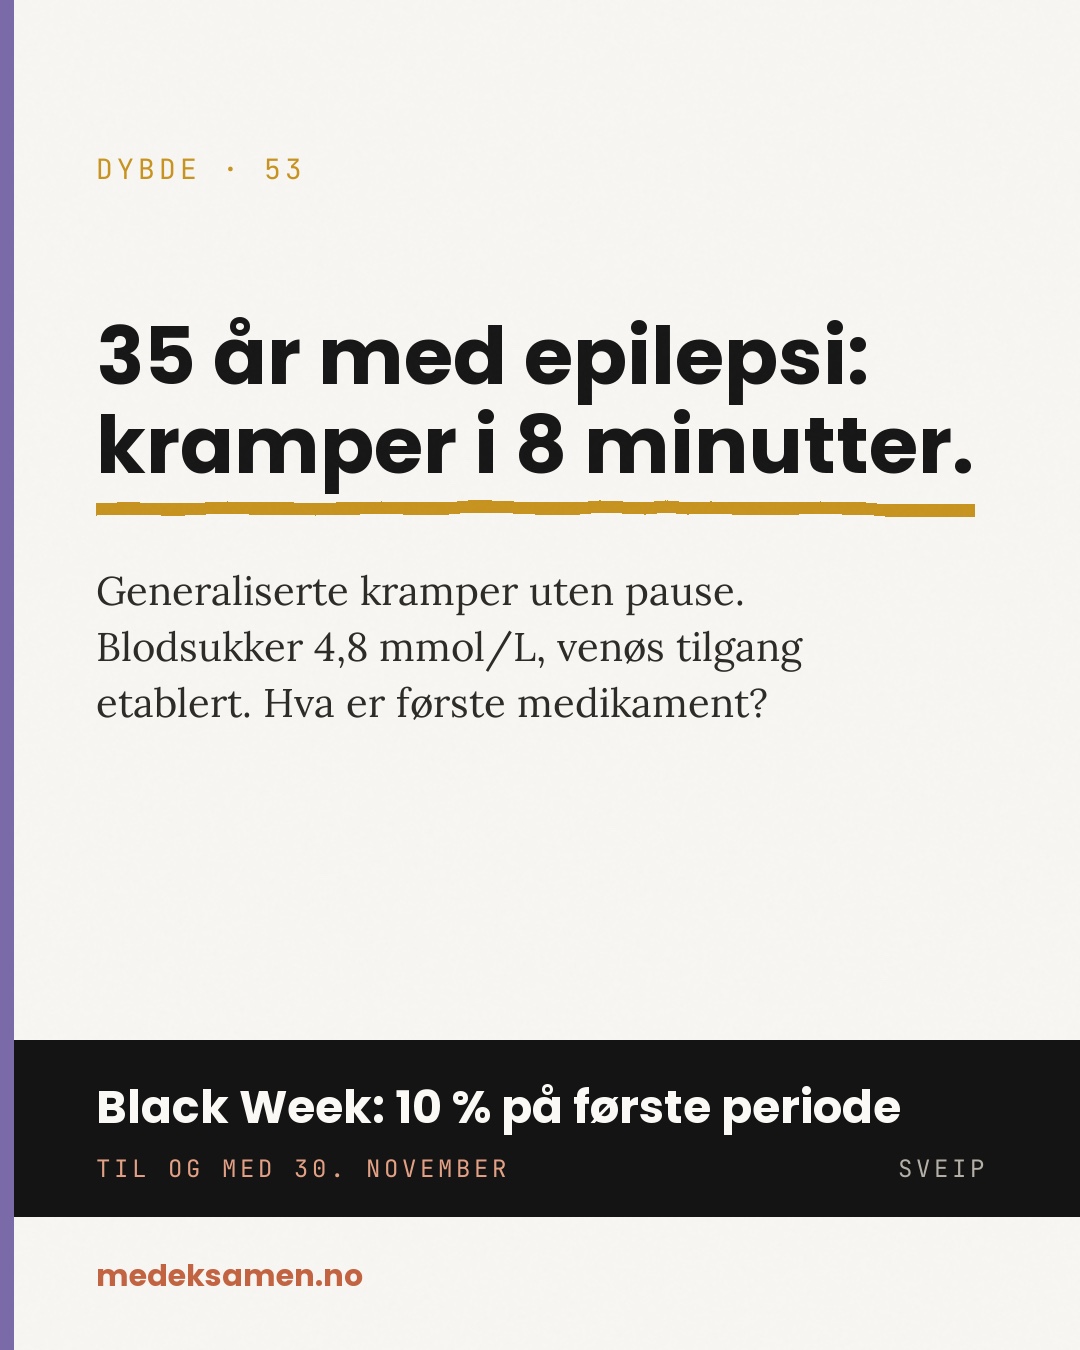 DYBDE · 53
35 år med epilepsi:
kramper i 8 minutter.
Generaliserte kramper uten pause.
Blodsukker 4,8 mmol/L, venøs tilgang
etablert. Hva er første medikament?
Black Week: 10 % på første periode
TIL OG MED 30. NOVEMBER
SVEIP
medeksamen.no